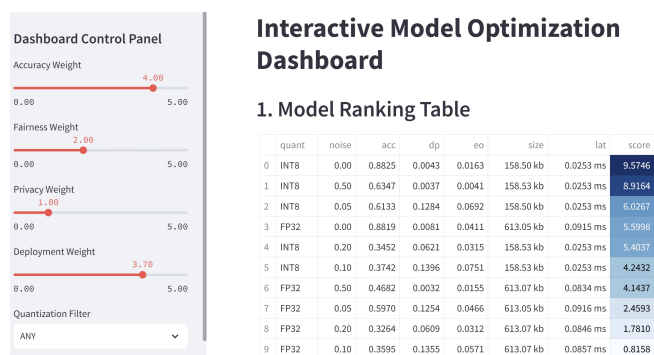 Dashboard Control Panel
Accuracy Weight
4.00
0.00 5.00
Fairness Weight
2.00
0.00 5.00
Privacy Weight
1.00
0.00 5.00
Deployment Weight
3.70
0.00 5.00
Quantization Filter
ANY
Interactive Model Optimization
Dashboard
1. Model Ranking Table
quant noise acc dp eo size lat score
0 INT8 0.00 0.8825 0.0043 0.0163 158.50 kb 0.0253 ms 9.5746
1 INT8 0.50 0.6347 0.0037 0.0041 158.53 kb 0.0253 ms 8.9164
2 INT8 0.05 0.6133 0.1284 0.0692 158.50 kb 0.0253 ms 6.0267
3 FP32 0.00 0.8819 0.0081 0.0411 613.05 kb 0.0915 ms 5.5998
4 INT8 0.20 0.3452 0.0621 0.0315 158.53 kb 0.0253 ms 5.4037
5 INT8 0.10 0.3742 0.1396 0.0751 158.53 kb 0.0253 ms 4.2432
6 FP32 0.50 0.4682 0.0032 0.0155 613.07 kb 0.0834 ms 4.1437
7 FP32 0.05 0.5970 0.1254 0.0466 613.05 kb 0.0916 ms 2.4593
8 FP32 0.20 0.3264 0.0609 0.0312 613.07 kb 0.0846 ms 1.7810
9 FP32 0.10 0.3595 0.1355 0.0571 613.07 kb 0.0857 ms 0.8158